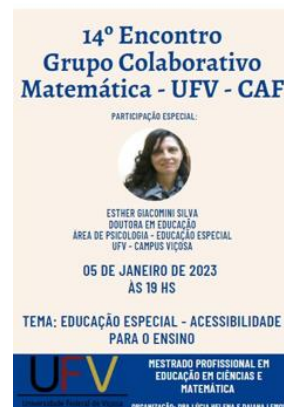 14º Encontro
Grupo Colaborativo
Matemática - UFV - CAF
PARTICIPAÇÃO ESPECIAL:
ESTHER GIACOMINI SILVA
DOUTORA EM EDUCAÇÃO
ÁREA DE PSICOLOGIA - EDUCAÇÃO ESPECIAL
UFV - CAMPUS VIÇOSA
05 DE JANEIRO DE 2023
ÀS 19 HS
TEMA: EDUCAÇÃO ESPECIAL - ACESSIBILIDADE
PARA O ENSINO
UFV
Universidade Federal de Viçosa
MESTRADO PROFISSIONAL EM
EDUCAÇÃO EM CIÊNCIAS E
MATEMÁTICA
ORGANIZAÇÃO: DRA LÚCIA HELENA E DAIANA LEMOS